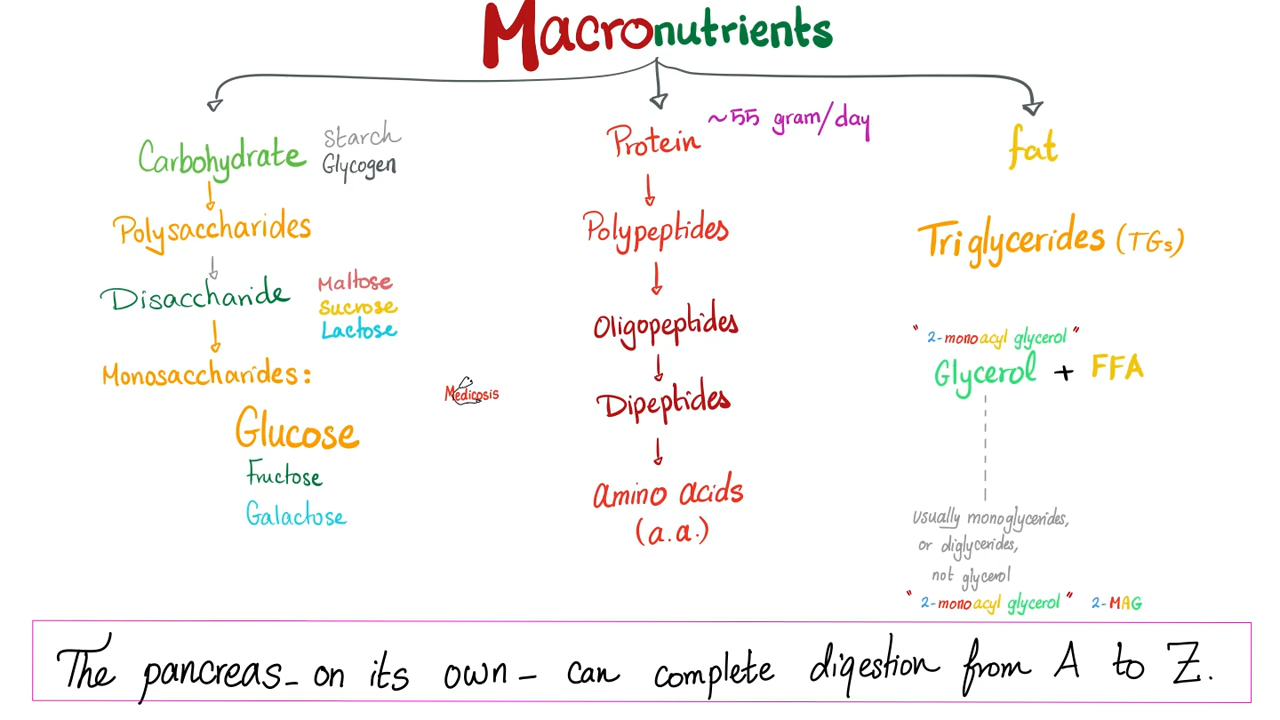 Macronutrients
Carbohydrate
Starch
Glycogen
Polysaccharides
Disaccharide
Maltose
Sucrose
Lactose
Monosaccharides:
Glucose
Fructose
Galactose
Medicosis
Protein
~55 gram/day
Polypeptides
Oligopeptides
Dipeptides
Amino acids
(a.a.)
fat
Triglycerides (TGs)
"2-monoacyl glycerol"
Glycerol + FFA
Usually monoglycerides,
or diglycerides,
not glycerol
"2-monoacyl glycerol" 2-MAG
The pancreas - on its own - can complete digestion from A to Z.